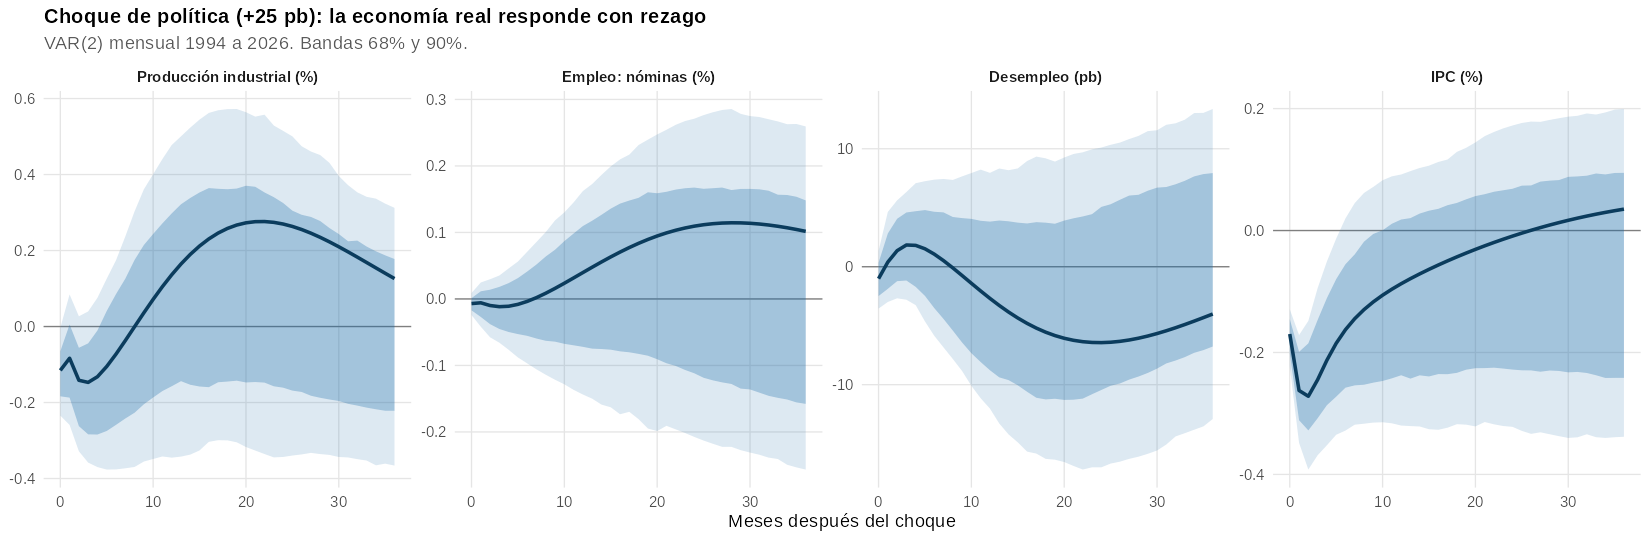 Choque de política (+25 pb): la economía real responde con rezago
VAR(2) mensual 1994 a 2026. Bandas 68% y 90%.
Producción industrial (%)
0.6
0.4
0.2
0.0
-0.2
-0.4
0 10 20 30
Empleo: nóminas (%)
0.3
0.2
0.1
0.0
-0.1
-0.2
0 10 20 30
Desempleo (pb)
10
0
-10
0 10 20 30
IPC (%)
0.2
0.0
-0.2
-0.4
0 10 20 30
Meses después del choque